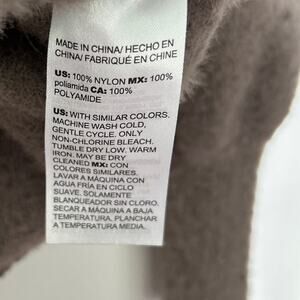 MADE IN CHINA/ HECHO EN
CHINA/ FABRIQUÉ EN CHINE
US: 100% NYLON MX: 100%
poliamida CA: 100%
POLYAMIDE
US: WITH SIMILAR COLORS.
MACHINE WASH COLD,
GENTLE CYCLE. ONLY
NON-CHLORINE BLEACH.
TUMBLE DRY LOW. WARM
IRON. MAY BE DRY
CLEANED MX: CON
COLORES SIMILARES.
LAVAR A MÁQUINA CON
AGUA FRÍA EN CICLO
SUAVE. SOLAMENTE
BLANQUEADOR SIN CLORO.
SECAR A MÁQUINA A BAJA
TEMPERATURA. PLANCHAR
A TEMPERATURA MEDIA.